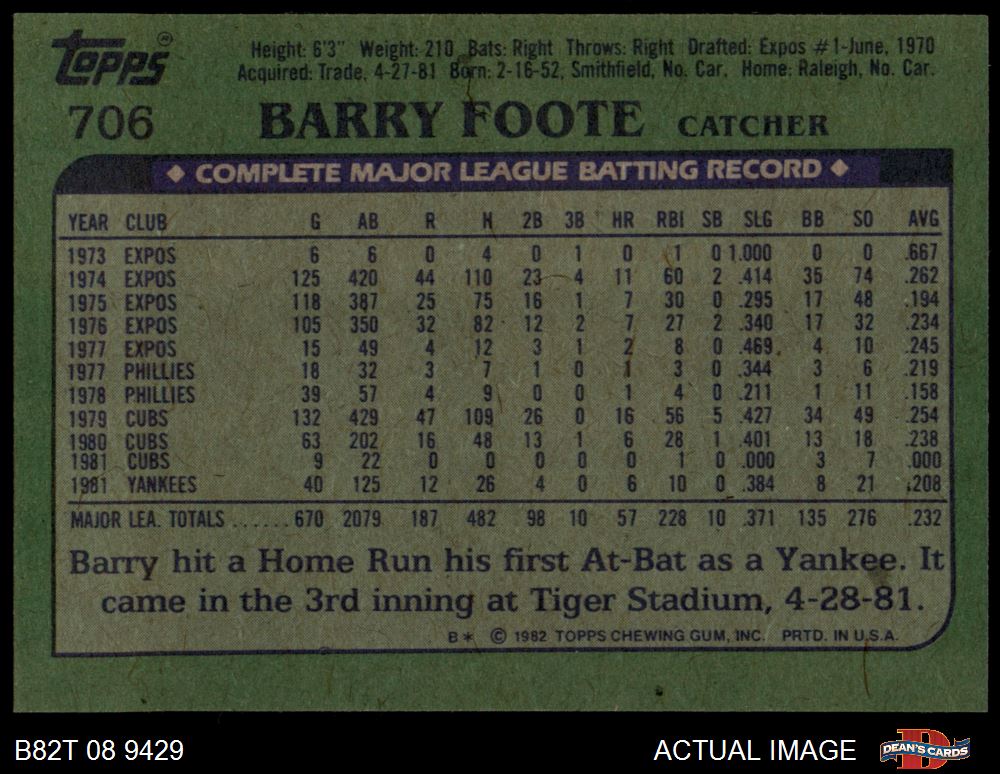 Topps®
Height: 6'3" Weight: 210 Bats: Right Throws: Right Drafted: Expos #1-June, 1970
Acquired: Trade, 4-27-81 Born: 2-16-52, Smithfield, No. Car. Home: Raleigh, No. Car.
706 BARRY FOOTE CATCHER
◆ COMPLETE MAJOR LEAGUE BATTING RECORD ◆
YEAR CLUB G AB R H 2B 3B HR RBI SB SLG BB SO AVG
1973 EXPOS 6 6 0 4 0 1 0 1 0 1.000 0 0 .667
1974 EXPOS 125 420 44 110 23 4 11 60 2 .414 35 74 .262
1975 EXPOS 118 387 25 75 16 1 7 30 0 .295 17 48 .194
1976 EXPOS 105 350 32 82 12 2 7 27 2 .340 17 32 .234
1977 EXPOS 15 49 4 12 3 1 2 8 0 .469 4 10 .245
1977 PHILLIES 18 32 3 7 1 0 1 3 0 .344 3 6 .219
1978 PHILLIES 39 57 4 9 0 0 1 4 0 .211 1 11 .158
1979 CUBS 132 429 47 109 26 0 16 56 5 .427 34 49 .254
1980 CUBS 63 202 16 48 13 1 6 28 1 .401 13 18 .238
1981 CUBS 9 22 0 0 0 0 0 1 0 .000 3 7 .000
1981 YANKEES 40 125 12 26 4 0 6 10 0 .384 8 21 .208
MAJOR LEA. TOTALS ...... 670 2079 187 482 98 10 57 228 10 .371 135 276 .232
Barry hit a Home Run his first At-Bat as a Yankee. It
came in the 3rd inning at Tiger Stadium, 4-28-81.
B* © 1982 TOPPS CHEWING GUM, INC. PRTD. IN U.S.A.
B82T 08 9429 ACTUAL IMAGE DEAN'S CARDS